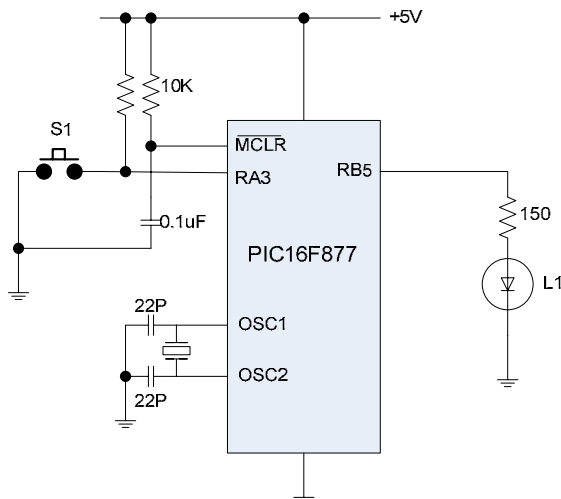 +5V
10K
S1
MCLR
RA3
RB5
0.1uF
150
PIC16F877
L1
22P
OSC1
OSC2
22P